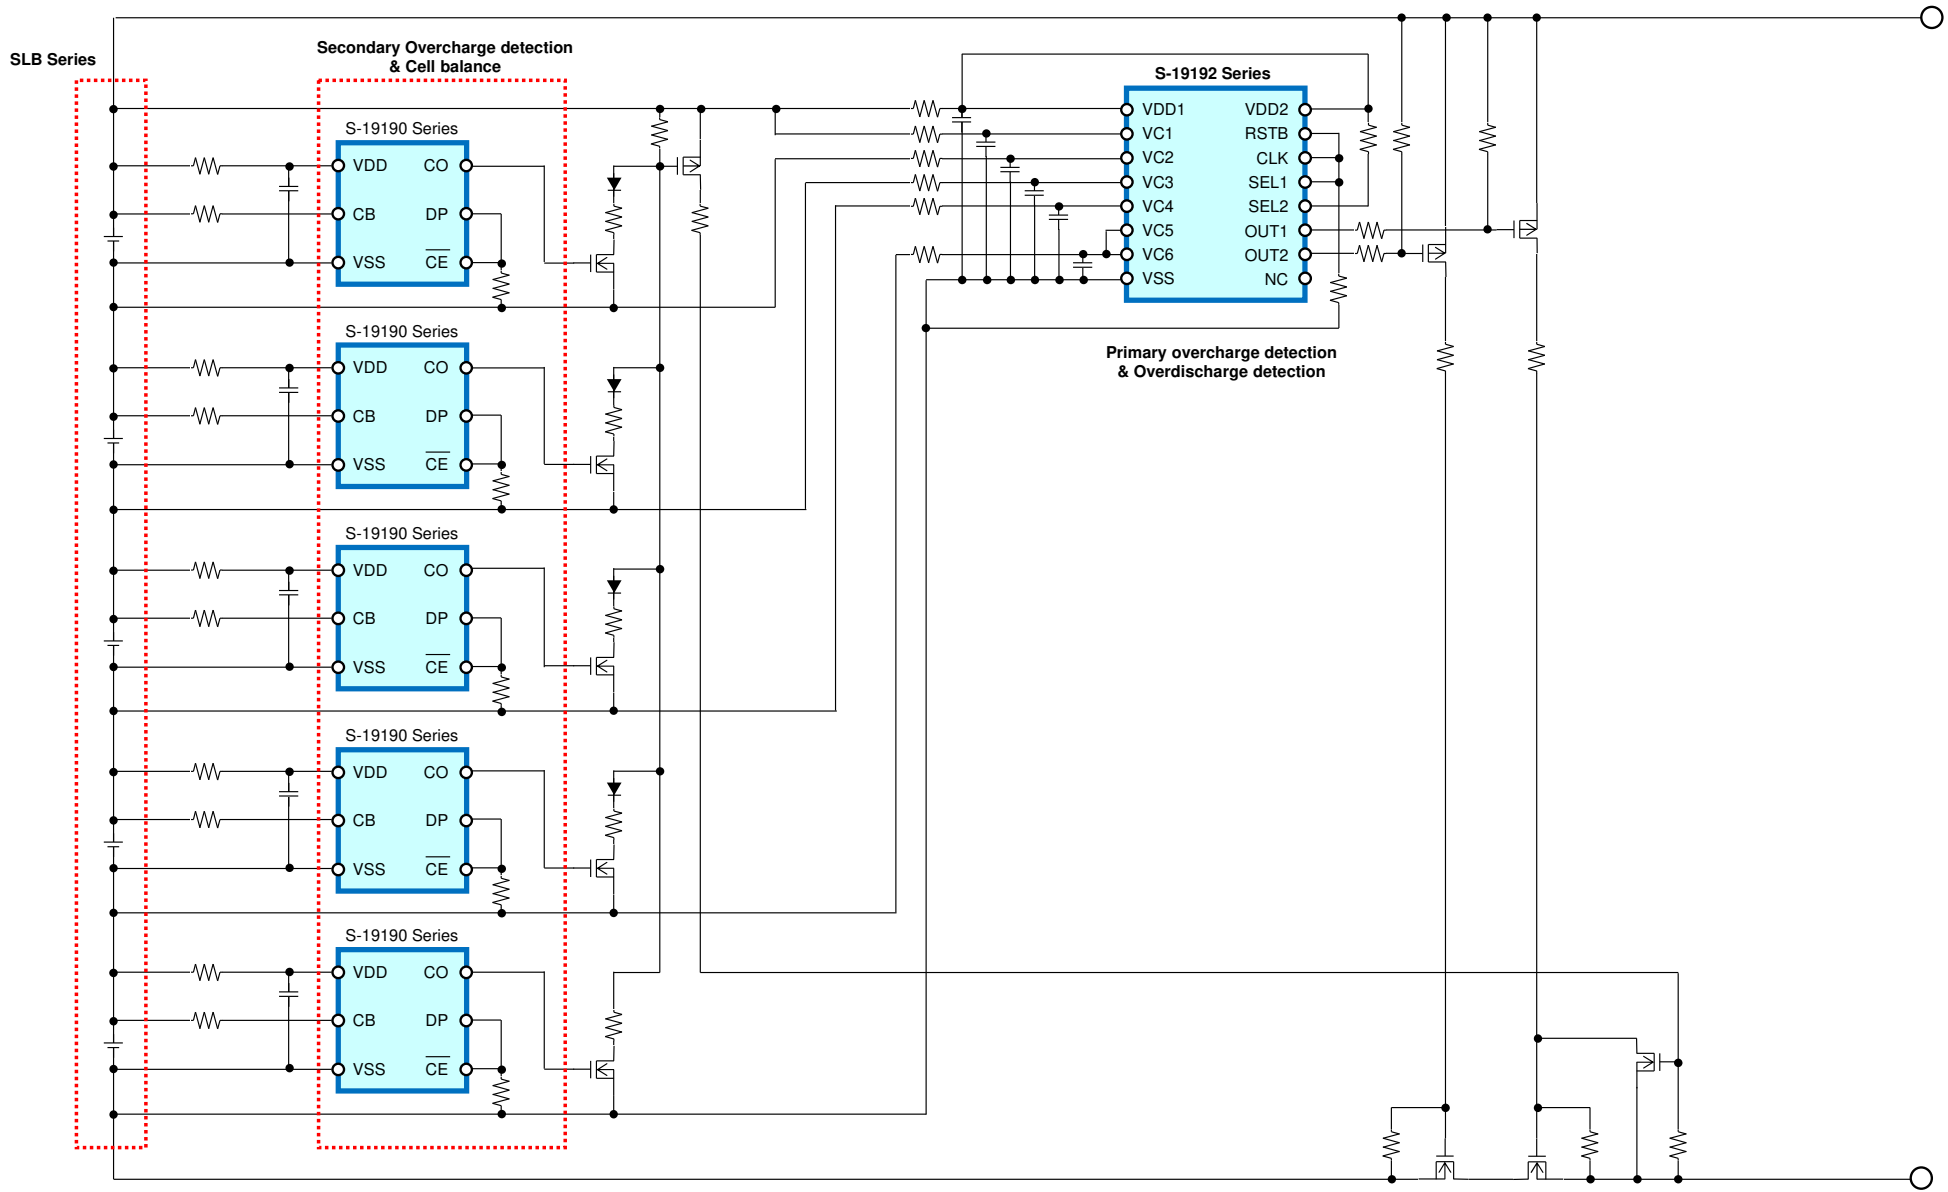 SLB Series
Secondary Overcharge detection
& Cell balance
S-19190 Series
VDD CO
CB DP
VSS CE
S-19190 Series
VDD CO
CB DP
VSS CE
S-19190 Series
VDD CO
CB DP
VSS CE
S-19190 Series
VDD CO
CB DP
VSS CE
S-19190 Series
VDD CO
CB DP
VSS CE
S-19192 Series
VDD1 VDD2
VC1 RSTB
VC2 CLK
VC3 SEL1
VC4 SEL2
VC5 OUT1
VC6 OUT2
VSS NC
Primary overcharge detection
& Overdischarge detection